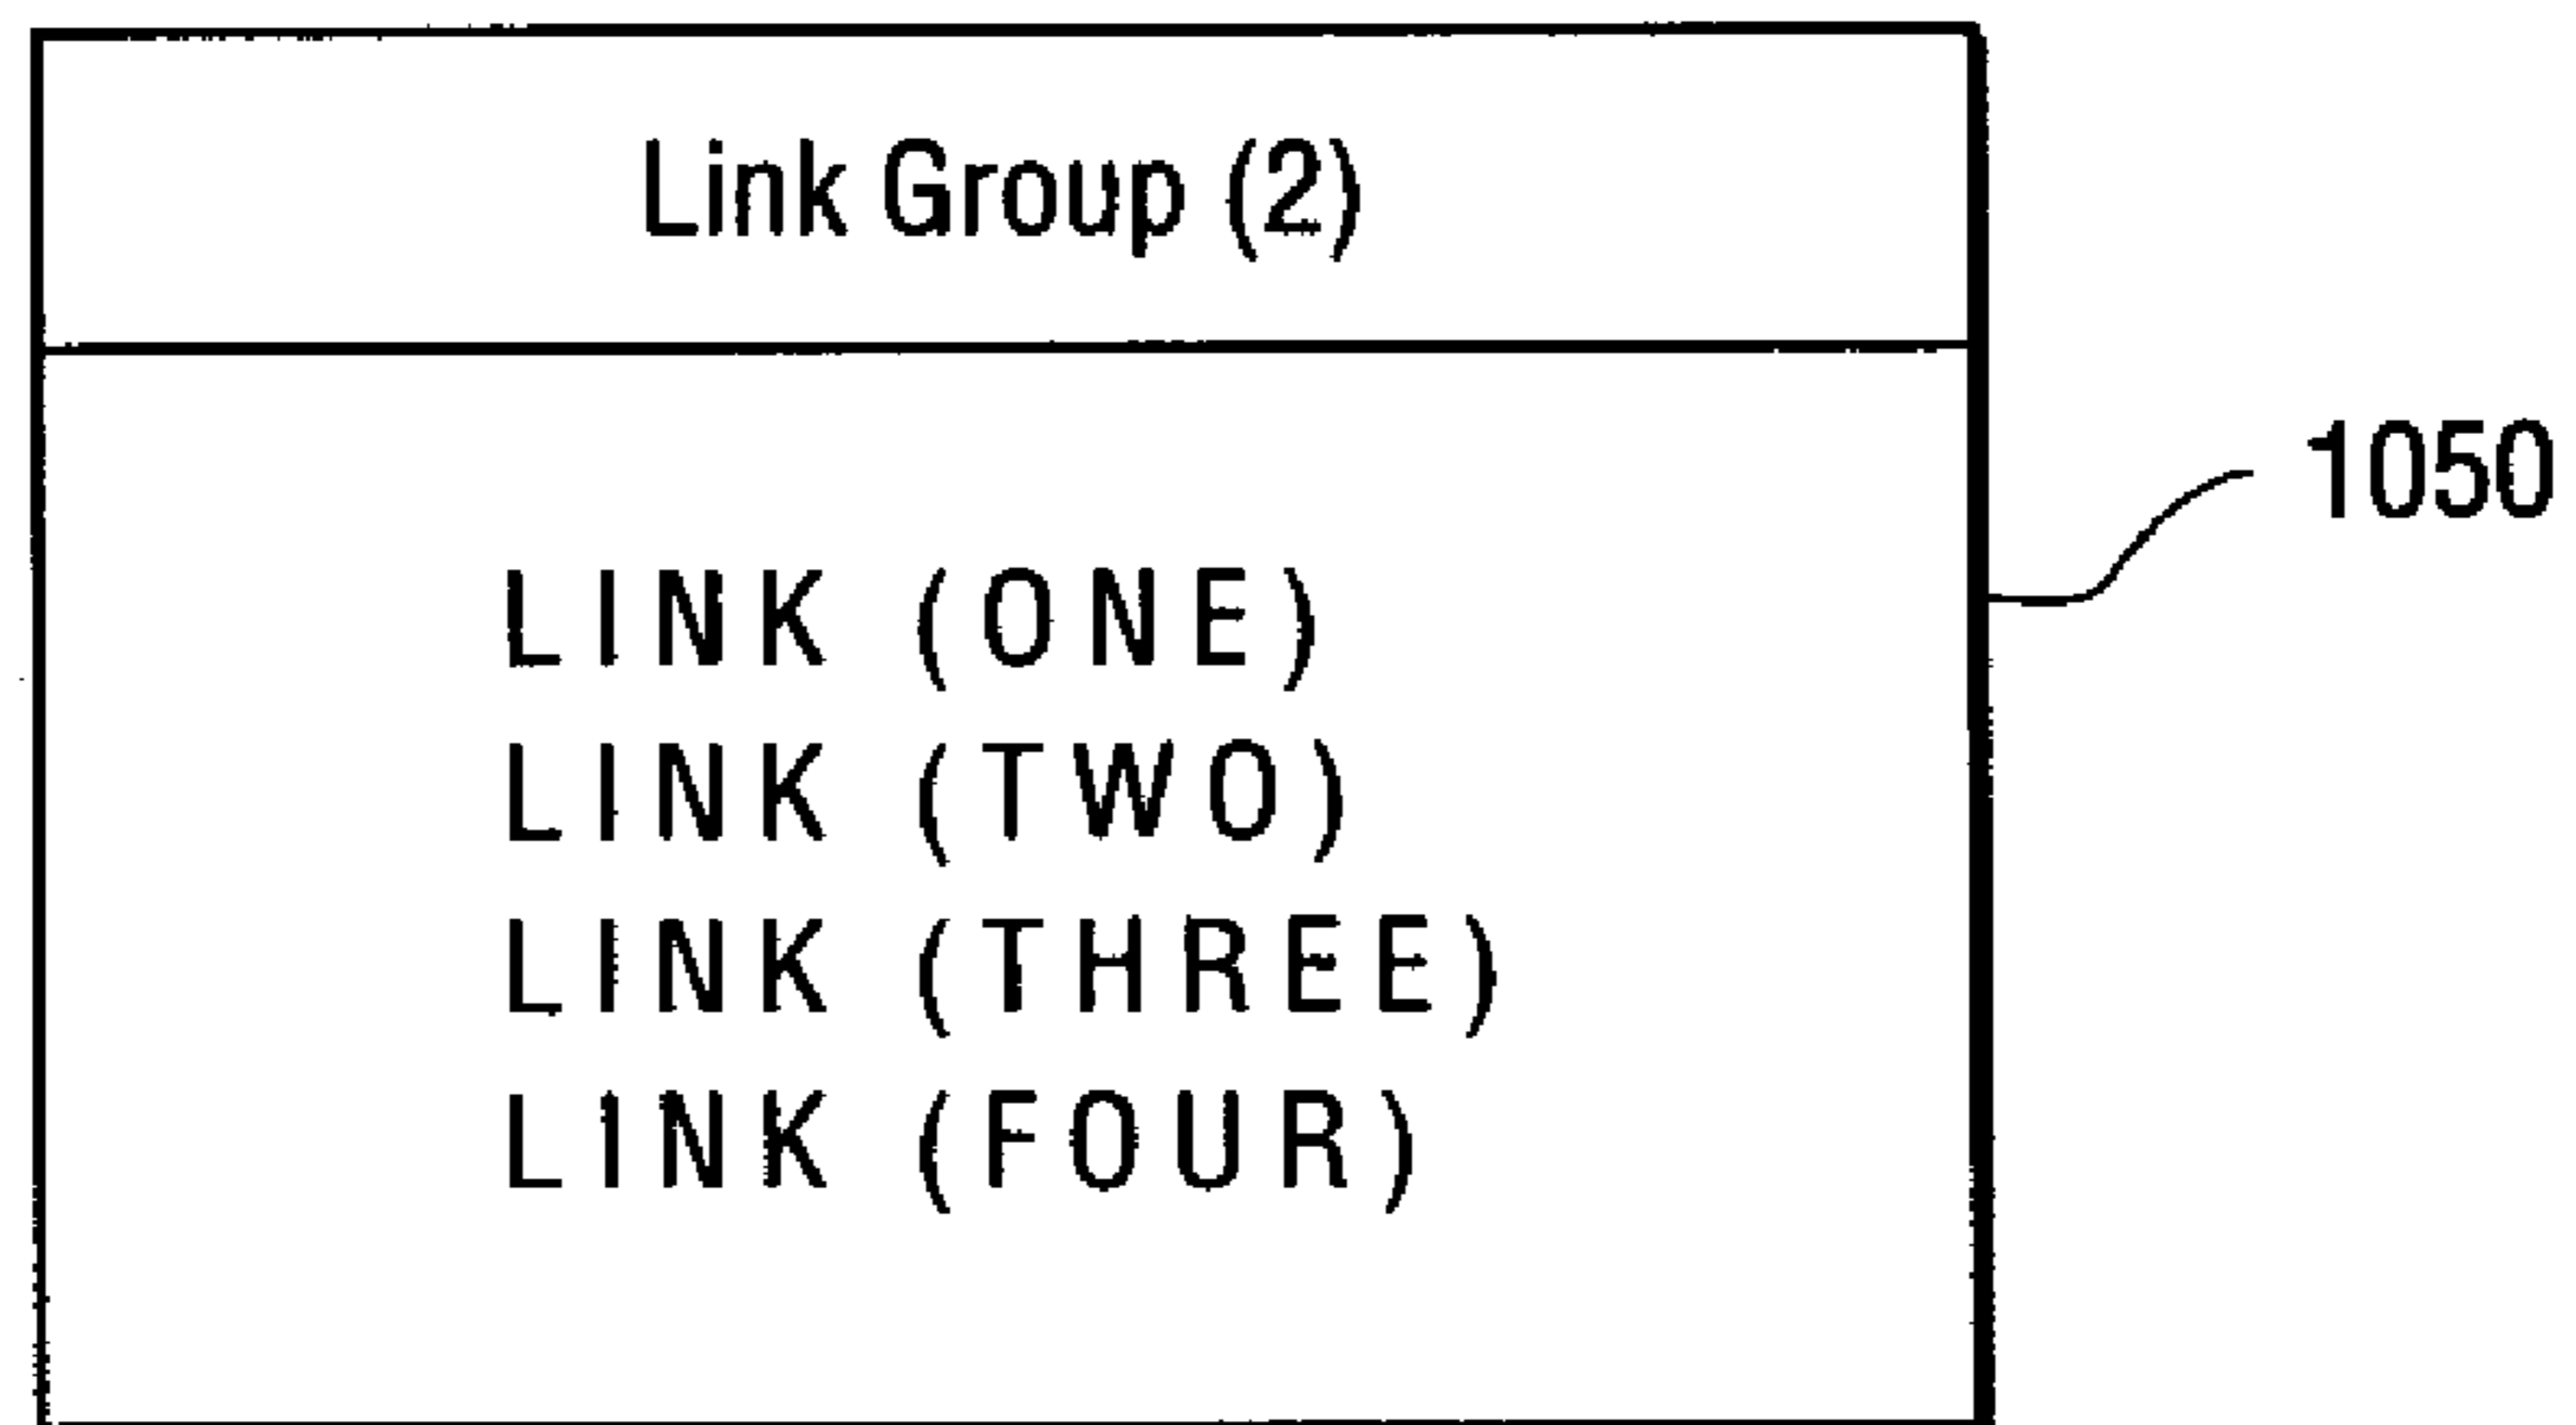 Link Group (2)
1050
LINK (ONE)
LINK (TWO)
LINK (THREE)
LINK (FOUR)